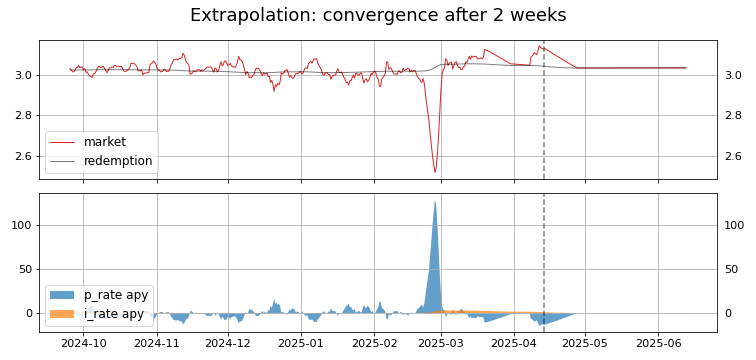 Extrapolation: convergence after 2 weeks
3.0 3.0
2.8 2.8
2.6 2.6
market
redemption
100 100
50 50
0 0
p_rate apy
i_rate apy
2024-10 2024-11 2024-12 2025-01 2025-02 2025-03 2025-04 2025-05 2025-06